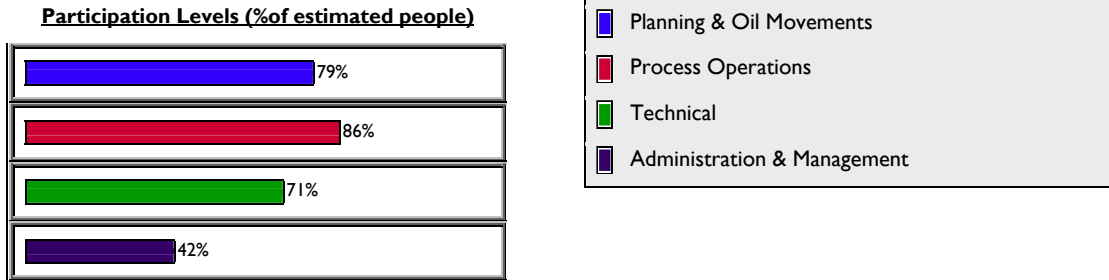 Participation Levels (%of estimated people)
79%
86%
71%
42%
Planning & Oil Movements
Process Operations
Technical
Administration & Management